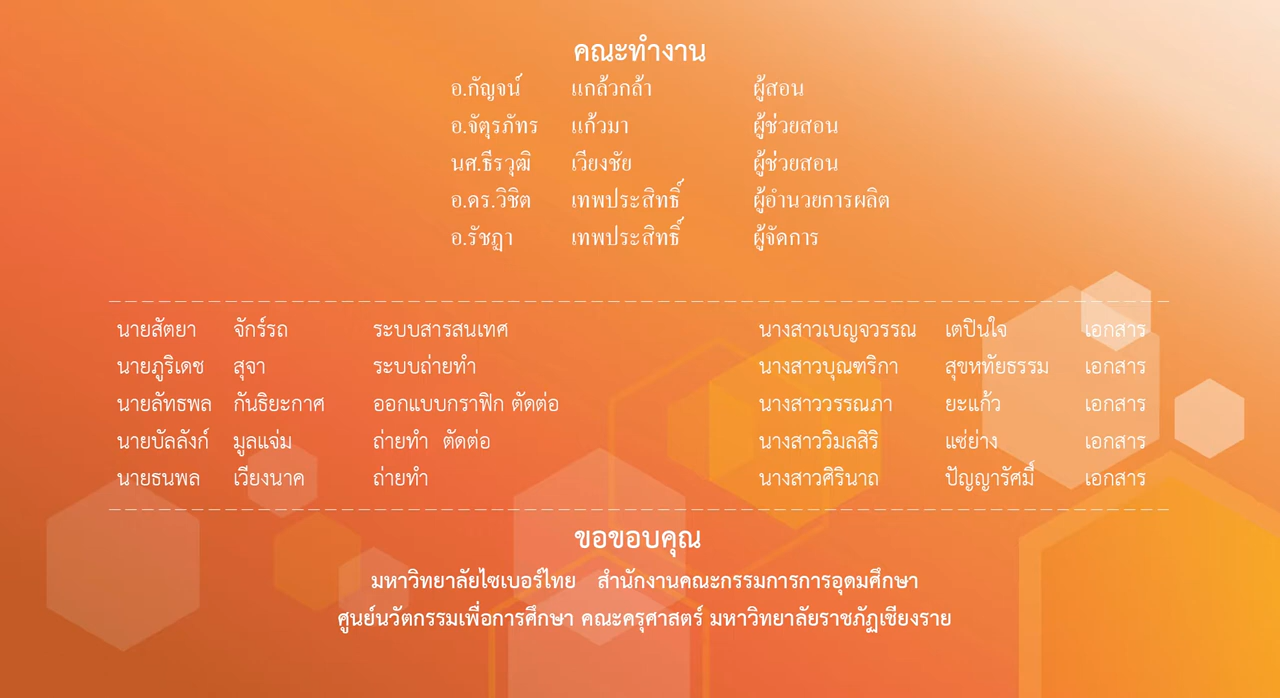 คณะทำงาน
อ.กัญจน์ แกล้วกล้า ผู้สอน
อ.จัตุรภัทร แก้วมา ผู้ช่วยสอน
นศ.ธีรวุฒิ เวียงชัย ผู้ช่วยสอน
อ.ดร.วิชิต เทพประสิทธิ์ ผู้อำนวยการผลิต
อ.รัชฎา เทพประสิทธิ์ ผู้จัดการ
นายสัตยา จักร์รถ ระบบสารสนเทศ นางสาวเบญจวรรณ เตปินใจ เอกสาร
นายภูริเดช สุจา ระบบถ่ายทำ นางสาวบุณฑริกา สุขหทัยธรรม เอกสาร
นายลัทธพล กันธิยะกาศ ออกแบบกราฟิก ตัดต่อ นางสาววรรณภา ยะแก้ว เอกสาร
นายบัลลังก์ มูลแจ่ม ถ่ายทำ ตัดต่อ นางสาววิมลสิริ แซ่ย่าง เอกสาร
นายธนพล เวียงนาค ถ่ายทำ นางสาวศิรินาถ ปัญญารัศมี์ เอกสาร
ขอขอบคุณ
มหาวิทยาลัยไซเบอร์ไทย สำนักงานคณะกรรมการการอุดมศึกษา
ศูนย์นวัตกรรมเพื่อการศึกษา คณะครุศาสตร์ มหาวิทยาลัยราชภัฏเชียงราย